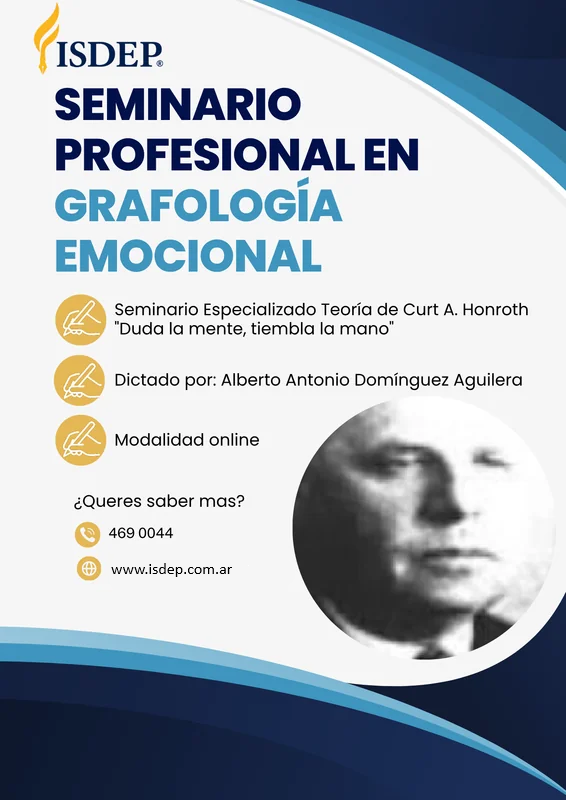 ISDEP®
SEMINARIO
PROFESIONAL EN
GRAFOLOGÍA
EMOCIONAL
Seminario Especializado Teoría de Curt A. Honroth
"Duda la mente, tiembla la mano"
Dictado por: Alberto Antonio Domínguez Aguilera
Modalidad online
¿Queres saber mas?
469 0044
www.isdep.com.ar